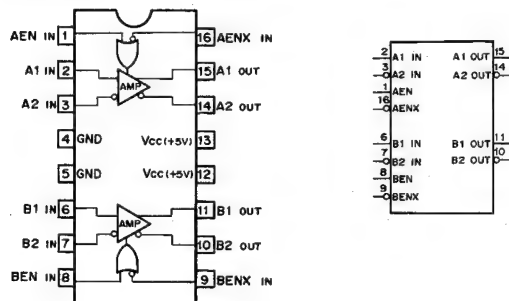 AEN IN 1 16 AENX IN
A1 IN 2 15 A1 OUT
AMP
A2 IN 3 14 A2 OUT
4 GND Vcc(+5V) 13
5 GND Vcc(+5V) 12
B1 IN 6 11 B1 OUT
AMP
B2 IN 7 10 B2 OUT
BEN IN 8 9 BENX IN
2 A1 IN A1 OUT 15
3 A2 IN A2 OUT 14
1 AEN
16 AENX
6 B1 IN B1 OUT 11
7 B2 IN B2 OUT 10
8 BEN
9 BENX